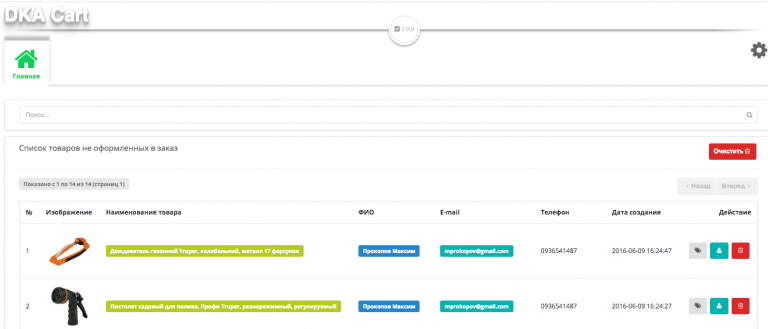 DKA Cart
1.0.0
Главная
Поиск...
Список товаров не оформленных в заказ
Очистить
Показано с 1 по 14 из 14 (страниц 1)
‹ Назад Вперед ›
№ Изображение Наименование товара ФИО E-mail Телефон Дата создания Действие
1 Дождеватель газонний Truper, колебальний, металл 17 форсунок Прокопов Максим mprokopov@gmail.com 0936541487 2016-06-09 16:24:47
2 Пистолет садовый для полива, Профи Truper, разморежимный, регулируемый Прокопов Максим mprokopov@gmail.com 0936541487 2016-06-09 16:24:27